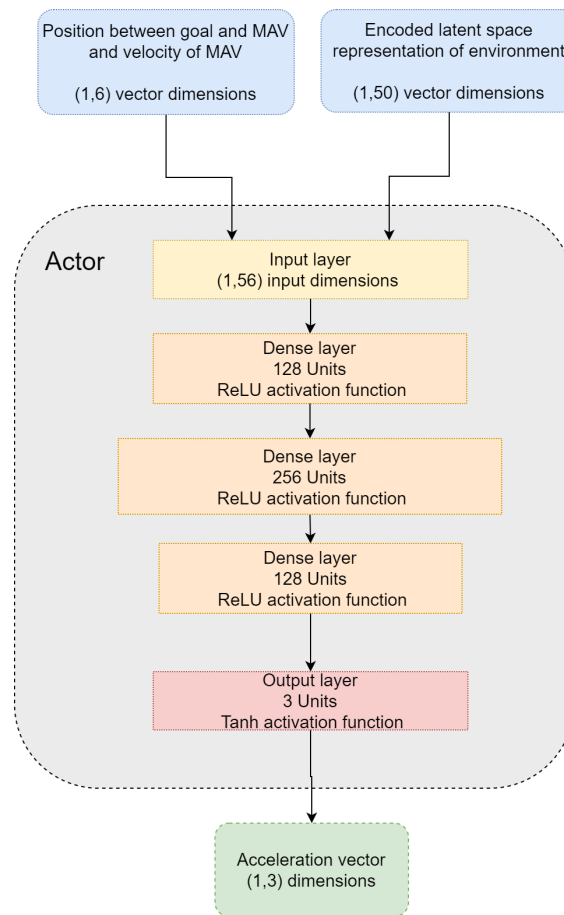 Position between goal and MAV
and velocity of MAV
(1,6) vector dimensions
Encoded latent space
representation of environment
(1,50) vector dimensions
Actor
Input layer
(1,56) input dimensions
Dense layer
128 Units
ReLU activation function
Dense layer
256 Units
ReLU activation function
Dense layer
128 Units
ReLU activation function
Output layer
3 Units
Tanh activation function
Acceleration vector
(1,3) dimensions